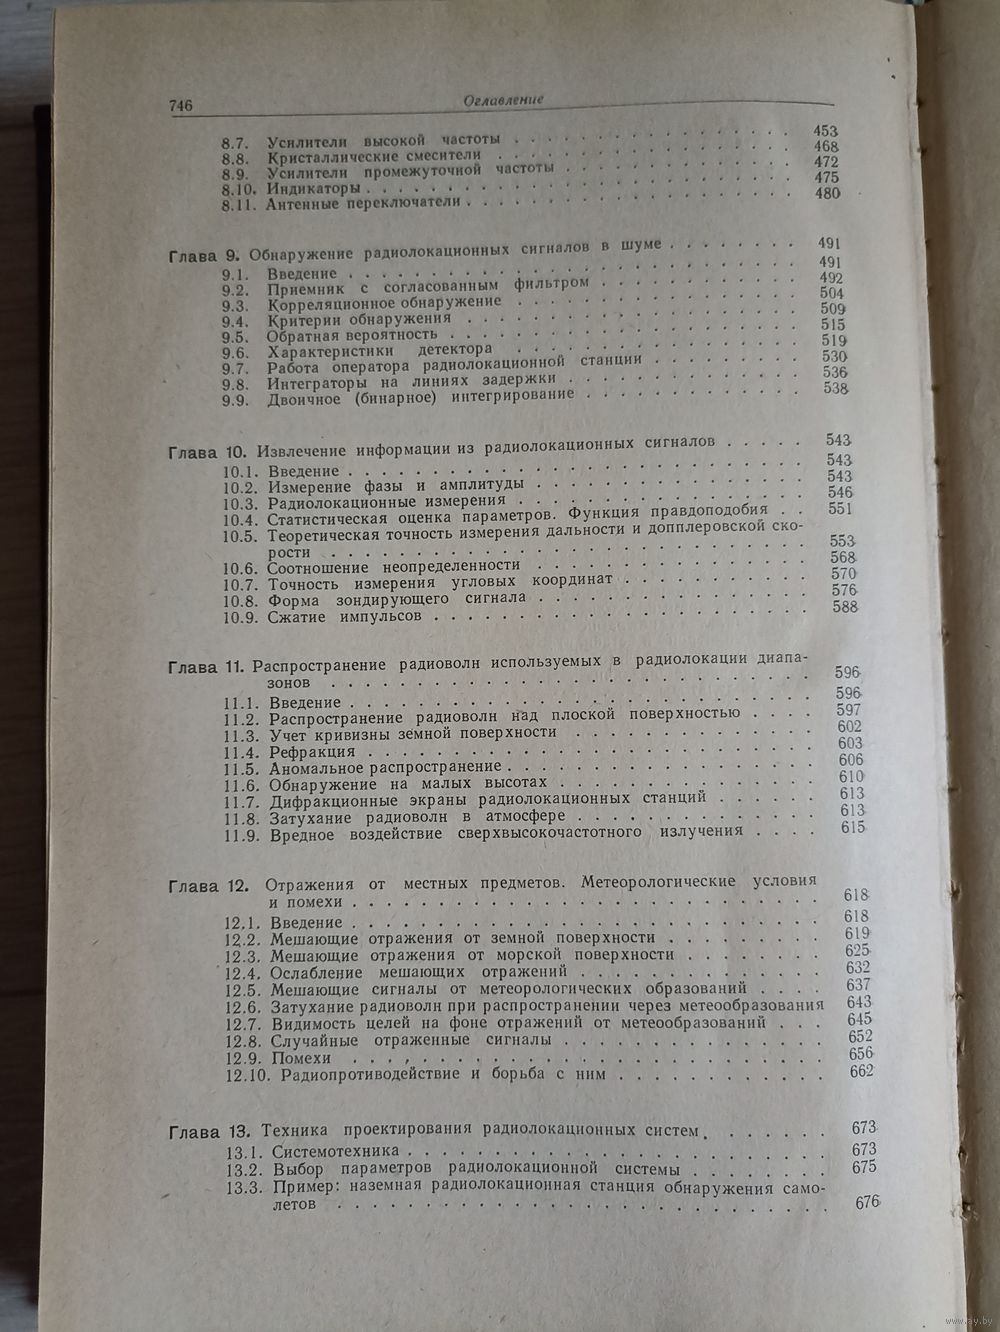 746 Оглавление
8.7. Усилители высокой частоты . . . . . . . . . . . . . . . . 453
8.8. Кристаллические смесители . . . . . . . . . . . . . . . . 468
8.9. Усилители промежуточной частоты . . . . . . . . . . . . . 472
8.10. Индикаторы . . . . . . . . . . . . . . . . . . . . . . . 475
8.11. Антенные переключатели . . . . . . . . . . . . . . . . . 480
Глава 9. Обнаружение радиолокационных сигналов в шуме . . . . . . . . 491
9.1. Введение . . . . . . . . . . . . . . . . . . . . . . . . 491
9.2. Приемник с согласованным фильтром . . . . . . . . . . . . 492
9.3. Корреляционное обнаружение . . . . . . . . . . . . . . . 504
9.4. Критерии обнаружения . . . . . . . . . . . . . . . . . . 509
9.5. Обратная вероятность . . . . . . . . . . . . . . . . . . 515
9.6. Характеристики детектора . . . . . . . . . . . . . . . . 519
9.7. Работа оператора радиолокационной станции . . . . . . . . 530
9.8. Интеграторы на линиях задержки . . . . . . . . . . . . . 536
9.9. Двоичное (бинарное) интегрирование . . . . . . . . . . . 538
Глава 10. Извлечение информации из радиолокационных сигналов . . . . . 543
10.1. Введение . . . . . . . . . . . . . . . . . . . . . . . . 543
10.2. Измерение фазы и амплитуды . . . . . . . . . . . . . . . 543
10.3. Радиолокационные измерения . . . . . . . . . . . . . . . 546
10.4. Статистическая оценка параметров. Функция правдоподобия . . 551
10.5. Теоретическая точность измерения дальности и допплеровской ско-
рости . . . . . . . . . . . . . . . . . . . . . . . . . 553
10.6. Соотношение неопределенности . . . . . . . . . . . . . . 568
10.7. Точность измерения угловых координат . . . . . . . . . . 570
10.8. Форма зондирующего сигнала . . . . . . . . . . . . . . . 576
10.9. Сжатие импульсов . . . . . . . . . . . . . . . . . . . . 588
Глава 11. Распространение радиоволн используемых в радиолокации диапа-
зонов . . . . . . . . . . . . . . . . . . . . . . . . . 596
11.1. Введение . . . . . . . . . . . . . . . . . . . . . . . . 596
11.2. Распространение радиоволн над плоской поверхностью . . . . 597
11.3. Учет кривизны земной поверхности . . . . . . . . . . . . 602
11.4. Рефракция . . . . . . . . . . . . . . . . . . . . . . . 603
11.5. Аномальное распространение . . . . . . . . . . . . . . . 606
11.6. Обнаружение на малых высотах . . . . . . . . . . . . . . 610
11.7. Дифракционные экраны радиолокационных станций . . . . . . 613
11.8. Затухание радиоволн в атмосфере . . . . . . . . . . . . . 613
11.9. Вредное воздействие сверхвысокочастотного излучения . . . . 615
Глава 12. Отражения от местных предметов. Метеорологические условия
и помехи . . . . . . . . . . . . . . . . . . . . . . . . 618
12.1. Введение . . . . . . . . . . . . . . . . . . . . . . . . 618
12.2. Мешающие отражения от земной поверхности . . . . . . . . . 619
12.3. Мешающие отражения от морской поверхности . . . . . . . . 625
12.4. Ослабление мешающих отражений . . . . . . . . . . . . . . 632
12.5. Мешающие сигналы от метеорологических образований . . . . 637
12.6. Затухание радиоволн при распространении через метеообразования 643
12.7. Видимость целей на фоне отражений от метеообразований . . . 645
12.8. Случайные отраженные сигналы . . . . . . . . . . . . . . 652
12.9. Помехи . . . . . . . . . . . . . . . . . . . . . . . . . 656
12.10. Радиопротиводействие и борьба с ним . . . . . . . . . . . 662
Глава 13. Техника проектирования радиолокационных систем . . . . . . . 673
13.1. Системотехника . . . . . . . . . . . . . . . . . . . . . 673
13.2. Выбор параметров радиолокационной системы . . . . . . . . 675
13.3. Пример: наземная радиолокационная станция обнаружения само-
летов . . . . . . . . . . . . . . . . . . . . . . . . . 676
www.ay.by